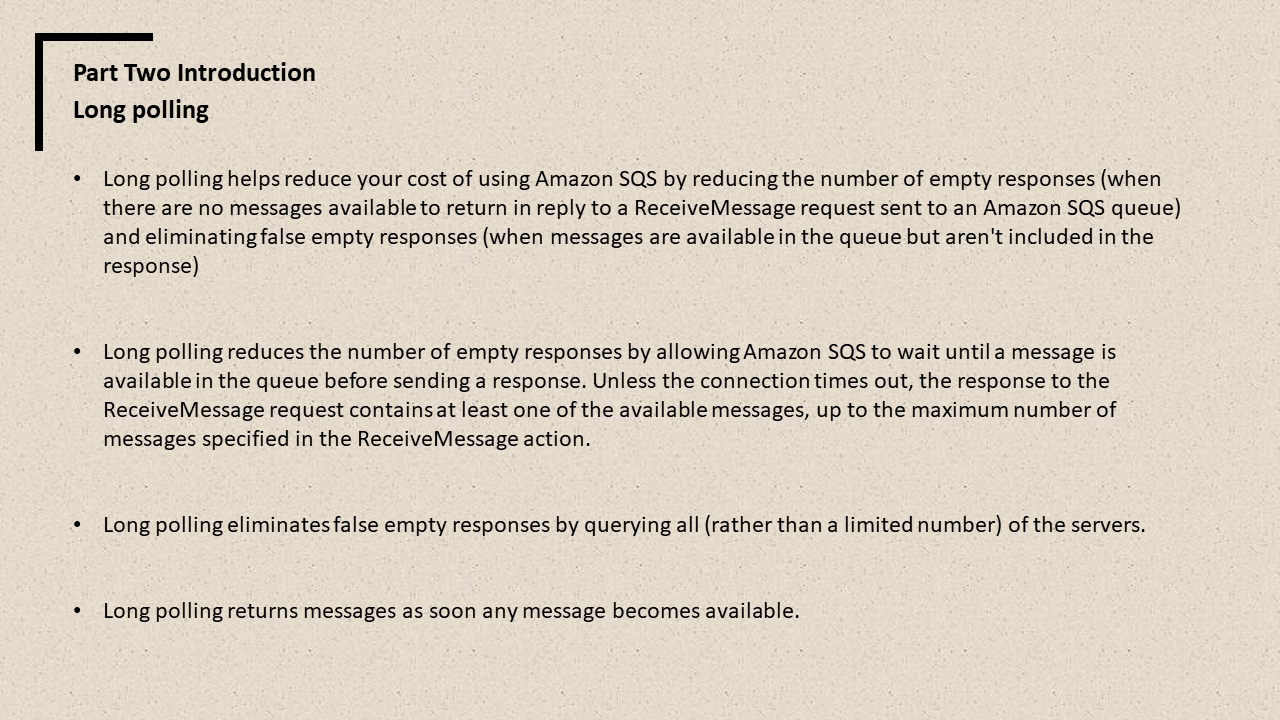 Part Two Introduction
Long polling
• Long polling helps reduce your cost of using Amazon SQS by reducing the number of empty responses (when
there are no messages available to return in reply to a ReceiveMessage request sent to an Amazon SQS queue)
and eliminating false empty responses (when messages are available in the queue but aren't included in the
response)
• Long polling reduces the number of empty responses by allowing Amazon SQS to wait until a message is
available in the queue before sending a response. Unless the connection times out, the response to the
ReceiveMessage request contains at least one of the available messages, up to the maximum number of
messages specified in the ReceiveMessage action.
• Long polling eliminates false empty responses by querying all (rather than a limited number) of the servers.
• Long polling returns messages as soon any message becomes available.